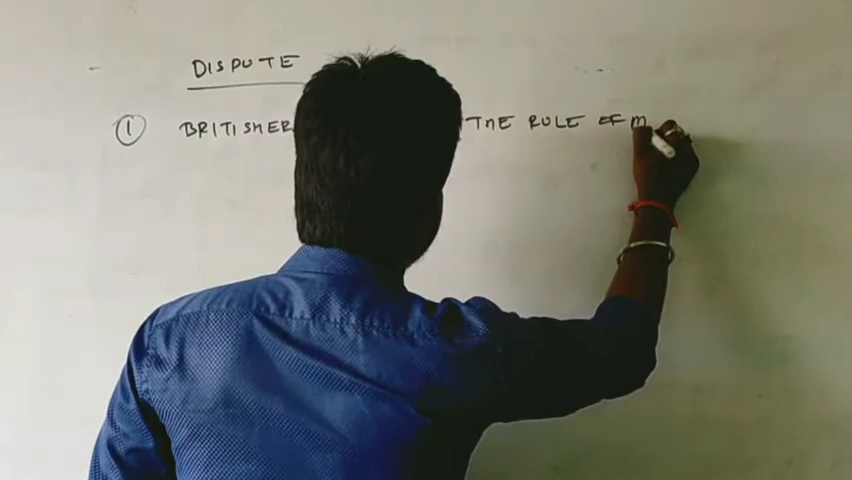 DISPUTE
① BRITISHER THE RULE OF M